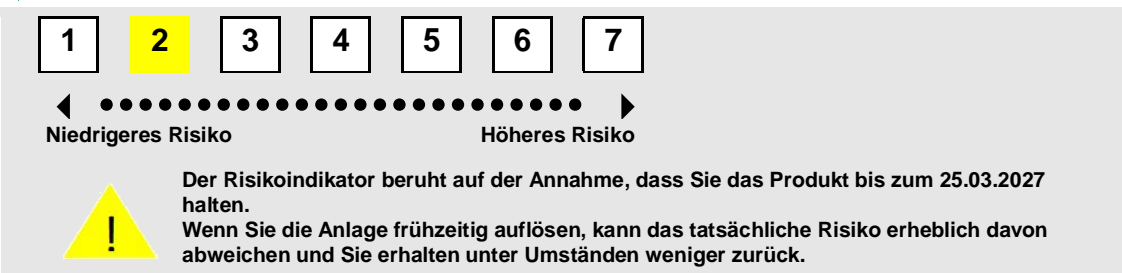 1 2 3 4 5 6 7
Niedrigeres Risiko Höheres Risiko
Der Risikoindikator beruht auf der Annahme, dass Sie das Produkt bis zum 25.03.2027
halten.
Wenn Sie die Anlage frühzeitig auflösen, kann das tatsächliche Risiko erheblich davon
abweichen und Sie erhalten unter Umständen weniger zurück.
!